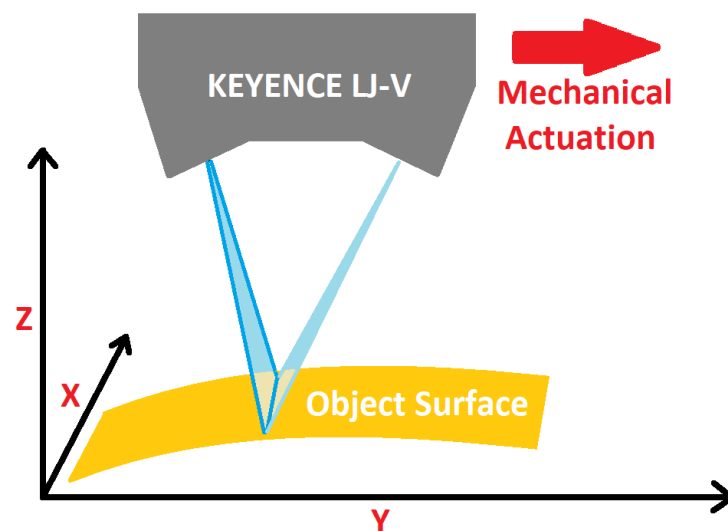 KEYENCE LJ-V
Mechanical
Actuation
Z
X
Object Surface
Y